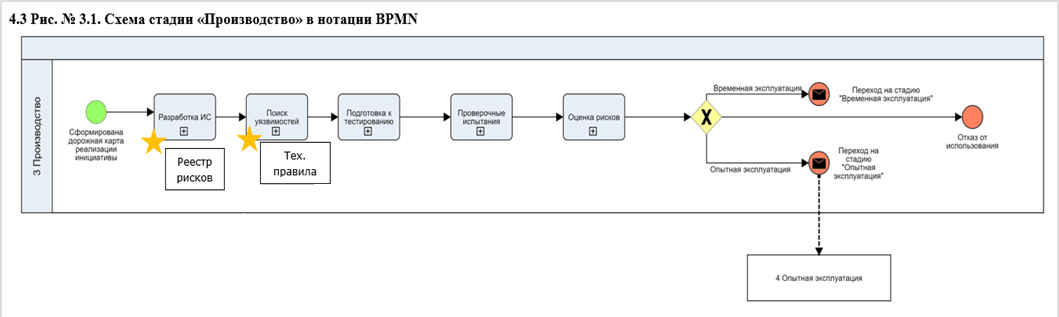 4.3 Рис. № 3.1. Схема стадии «Производство» в нотации BPMN
3 Производство
Сформирована
дорожная карта
реализации
инициативы
Разработка ИС
Реестр
рисков
Поиск
уязвимостей
Тех.
правила
Подготовка к
тестированию
Проверочные
испытания
Оценка рисков
X
Временная эксплуатация
Переход на стадию
"Временная эксплуатация"
Отказ от
использования
Опытная эксплуатация
Переход на
стадию
"Опытная
эксплуатация"
4 Опытная эксплуатация